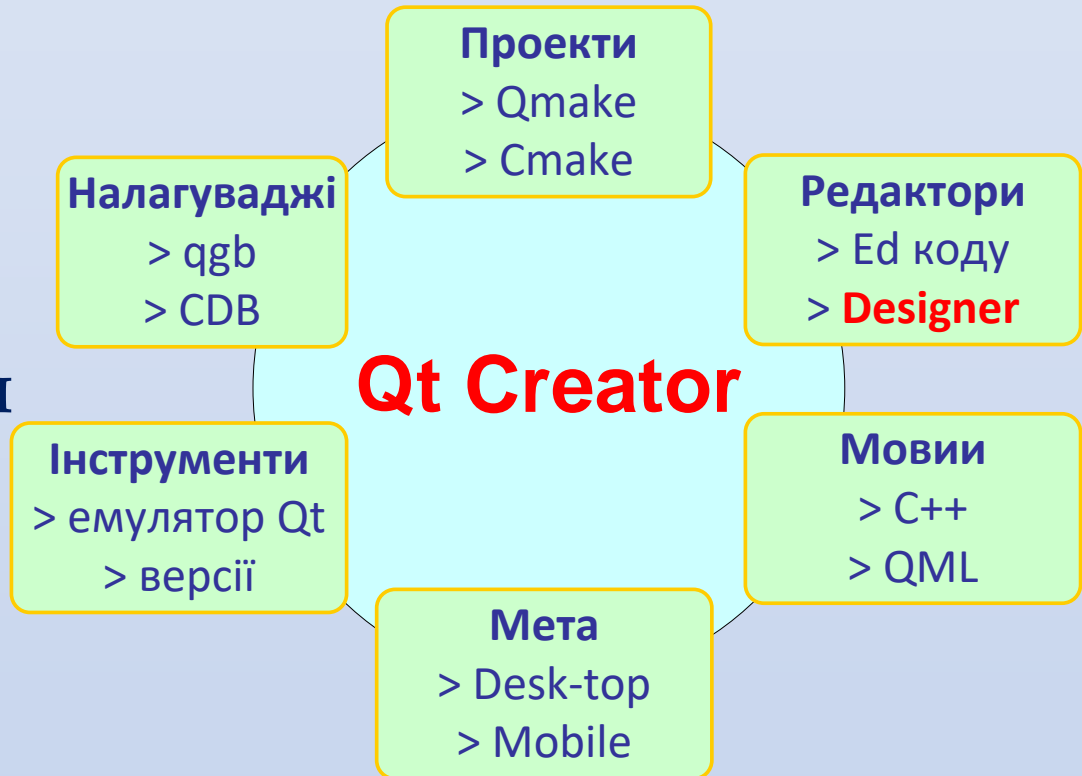 Проекти
> Qmake
> Cmake
Налагуваджі
> qgb
> CDB
Редактори
> Ed коду
> Designer
Qt Creator
Інструменти
> емулятор Qt
> версії
Мовии
> C++
> QML
Мета
> Desk-top
> Mobile